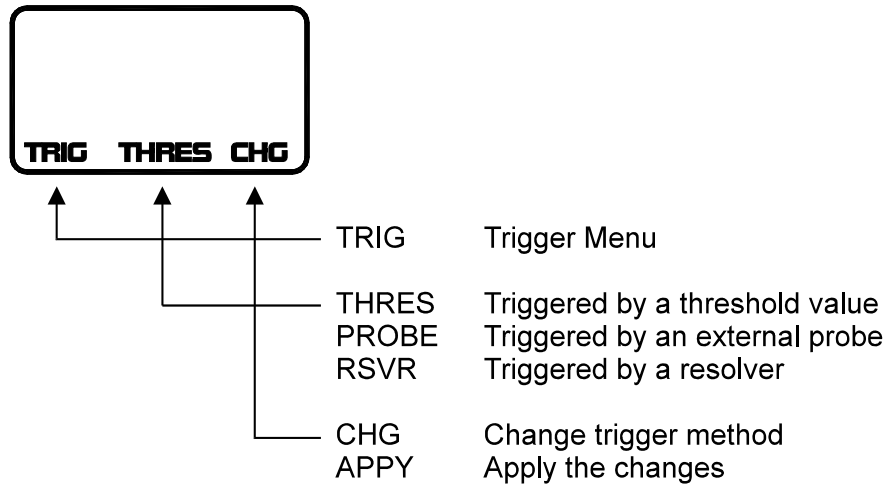 TRIG THRES CHG
TRIG Trigger Menu
THRES Triggered by a threshold value
PROBE Triggered by an external probe
RSVR Triggered by a resolver
CHG Change trigger method
APPY Apply the changes